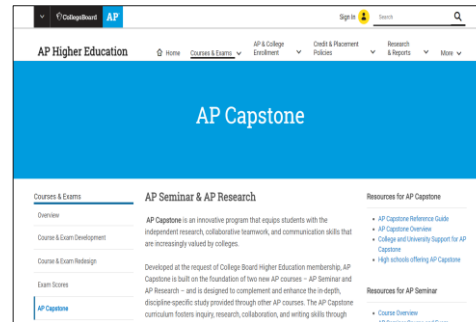 CollegeBoard AP
Sign In
Search
AP Higher Education
Home
Courses & Exams
AP & College
Enrollment
Credit & Placement
Policies
Research
& Reports
More
AP Capstone
Courses & Exams
Overview
Course & Exam Development
Course & Exam Redesign
Exam Scores
AP Capstone
AP Seminar & AP Research
AP Capstone is an innovative program that equips students with the
independent research, collaborative teamwork, and communication skills that
are increasingly valued by colleges.
Developed at the request of College Board Higher Education membership, AP
Capstone is built on the foundation of two new AP courses – AP Seminar and
AP Research – and is designed to complement and enhance the in-depth,
discipline-specific study provided through other AP courses. The AP Capstone
curriculum fosters inquiry, research, collaboration, and writing skills through
Resources for AP Capstone
AP Capstone Reference Guide
AP Capstone Overview
College and University Support for AP
Capstone
High schools offering AP Capstone
Resources for AP Seminar
Course Overview